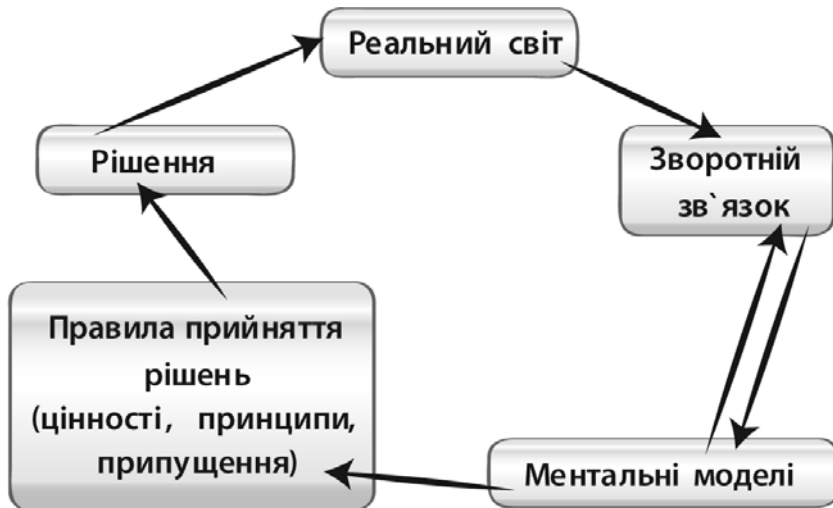 Реальний світ
Рішення
Зворотній
зв`язок
Правила прийняття
рішень
(цінності, принципи,
припущення)
Ментальні моделі